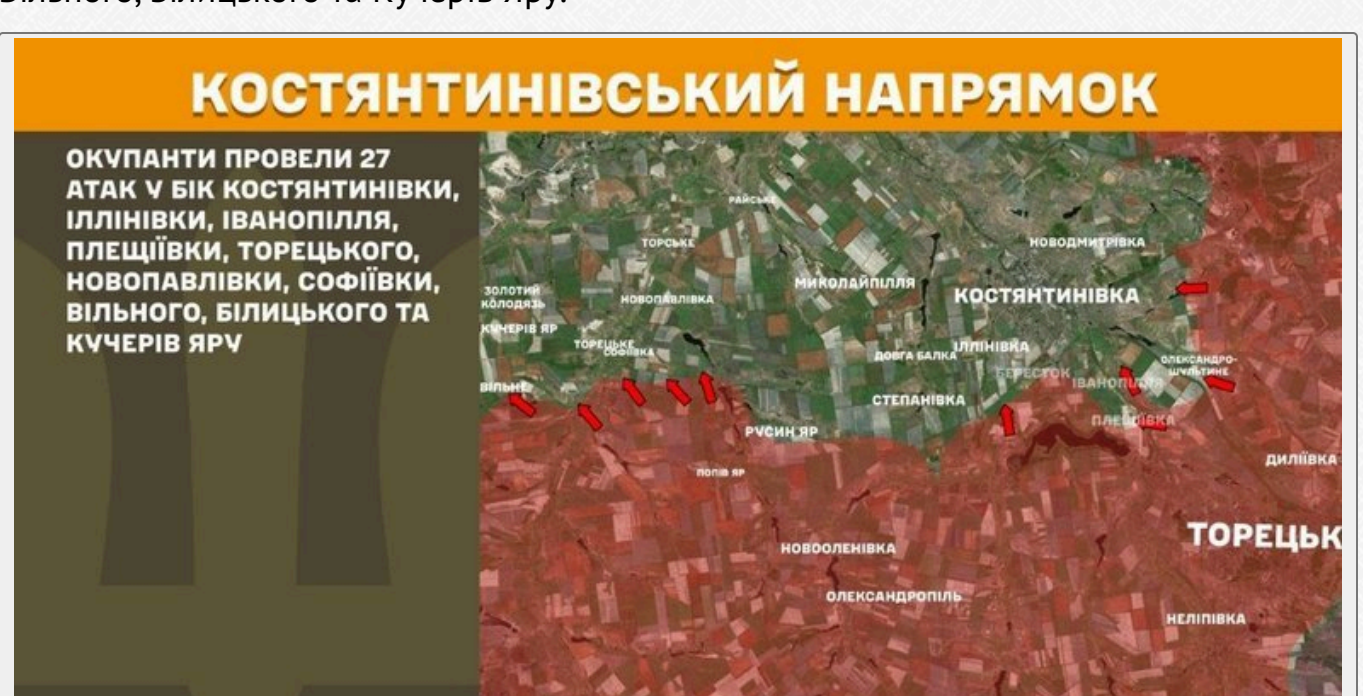 Вільного, Білицького та Кучерів Яру.
КОСТЯНТИНІВСЬКИЙ НАПРЯМОК
ОКУПАНТИ ПРОВЕЛИ 27
АТАК У БІК КОСТЯНТИНІВКИ,
ІЛЛІНІВКИ, ІВАНОПІЛЛЯ,
ПЛЕЩІЇВКИ, ТОРЕЦЬКОГО,
НОВОПАВЛІВКИ, СОФІЇВКИ,
ВІЛЬНОГО, БІЛИЦЬКОГО ТА
КУЧЕРІВ ЯРУ
РАЙСЬКЕ
ТОРСЬКЕ
НОВОДМИТРІВКА
МИКОЛАЙПІЛЛЯ
ЗОЛОТИЙ
КОЛОДЯЗЬ
НОВОПАВЛІВКА
КОСТЯНТИНІВКА
КУЧЕРІВ ЯР
ТОРЕЦЬКЕ
СОФІЇВКА
ДОВГА БАЛКА
ІЛЛІНІВКА
ОЛЕКСАНДРО-
ШУЛЬТИНЕ
БЕРЕСТОК
ІВАНОПІЛЛЯ
ВІЛЬНЕ
СТЕПАНІВКА
ПЛЕЩІЇВКА
РУСИН ЯР
ДИЛІЇВКА
ПОПІВ ЯР
ТОРЕЦЬК
НОВООЛЕНІВКА
ОЛЕКСАНДРОПІЛЬ
НЕЛІПІВКА